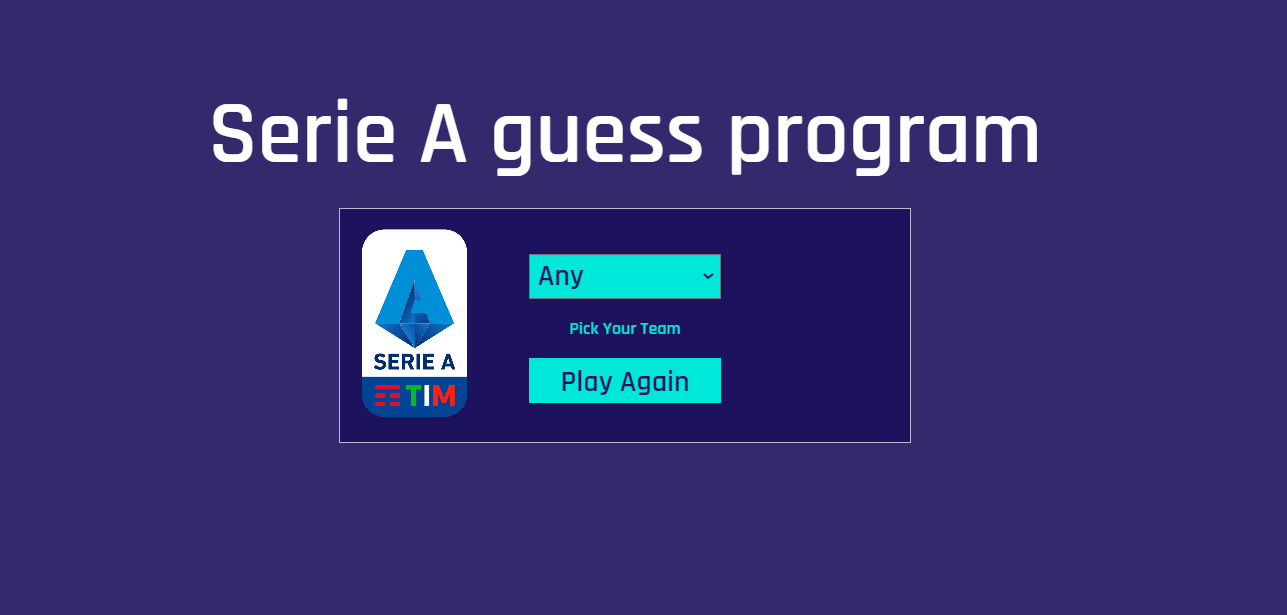 Serie A guess program
Any
Pick Your Team
Play Again
SERIE A
TIM